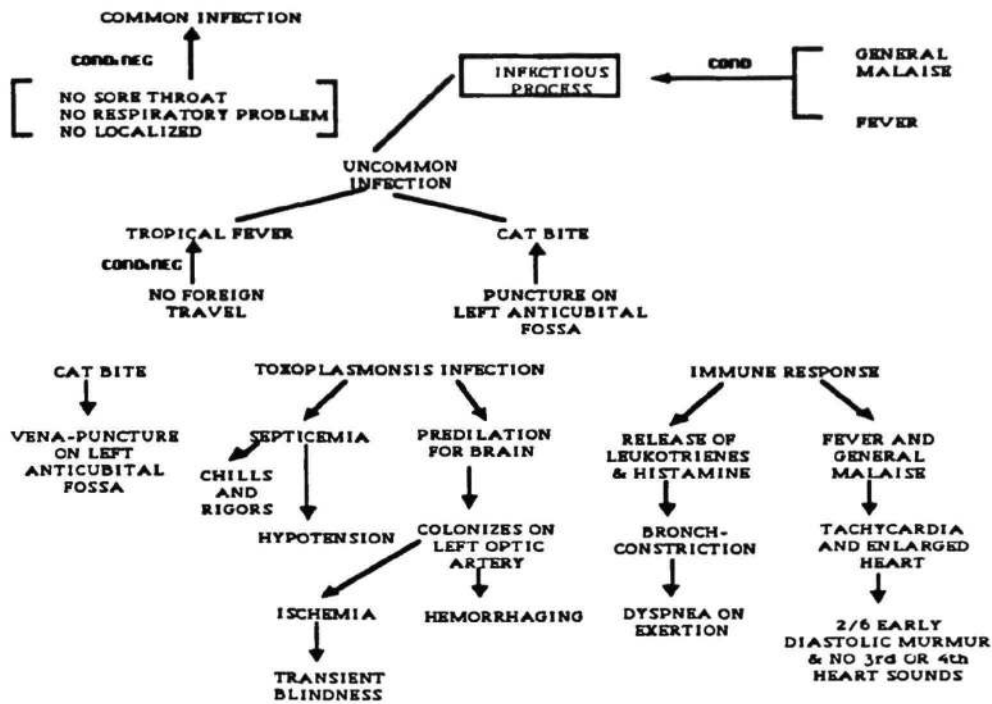 COMMON INFECTION
COND:NEG
NO SORE THROAT
NO RESPIRATORY PROBLEM
NO LOCALIZED
INFECTIOUS
PROCESS
COND
GENERAL
MALAISE
FEVER
UNCOMMON
INFECTION
TROPICAL FEVER
COND:NEG
NO FOREIGN
TRAVEL
CAT BITE
PUNCTURE ON
LEFT ANTICUBITAL
FOSSA
CAT BITE
VENA-PUNCTURE
ON LEFT
ANTICUBITAL
FOSSA
TOXOPLASMONSIS INFECTION
SEPTICEMIA
CHILLS
AND
RIGORS
HYPOTENSION
PREDILATION
FOR BRAIN
COLONIZES ON
LEFT OPTIC
ARTERY
ISCHEMIA
HEMORRHAGING
TRANSIENT
BLINDNESS
IMMUNE RESPONSE
RELEASE OF
LEUKOTRIENES
& HISTAMINE
BRONCH-
CONSTRICTION
DYSPNEA ON
EXERTION
FEVER AND
GENERAL
MALAISE
TACHYCARDIA
AND ENLARGED
HEART
2/6 EARLY
DIASTOLIC MURMUR
& NO 3rd OR 4th
HEART SOUNDS